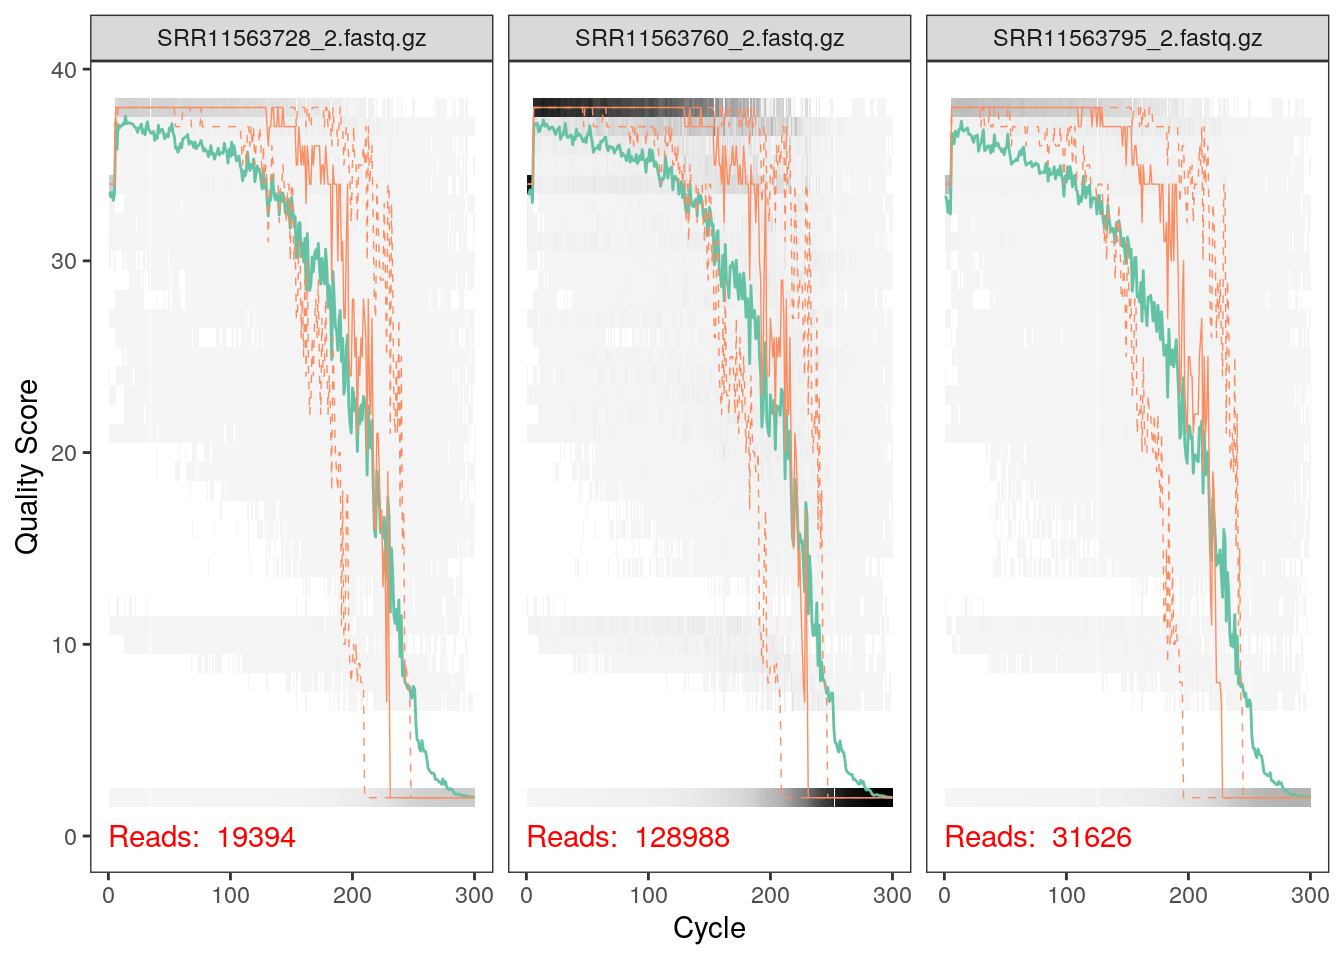 SRR11563728_2.fastq.gz SRR11563760_2.fastq.gz SRR11563795_2.fastq.gz
40
30
20
10
0
Quality Score
Reads: 19394 Reads: 128988 Reads: 31626
0 100 200 300 0 100 200 300 0 100 200 300
Cycle